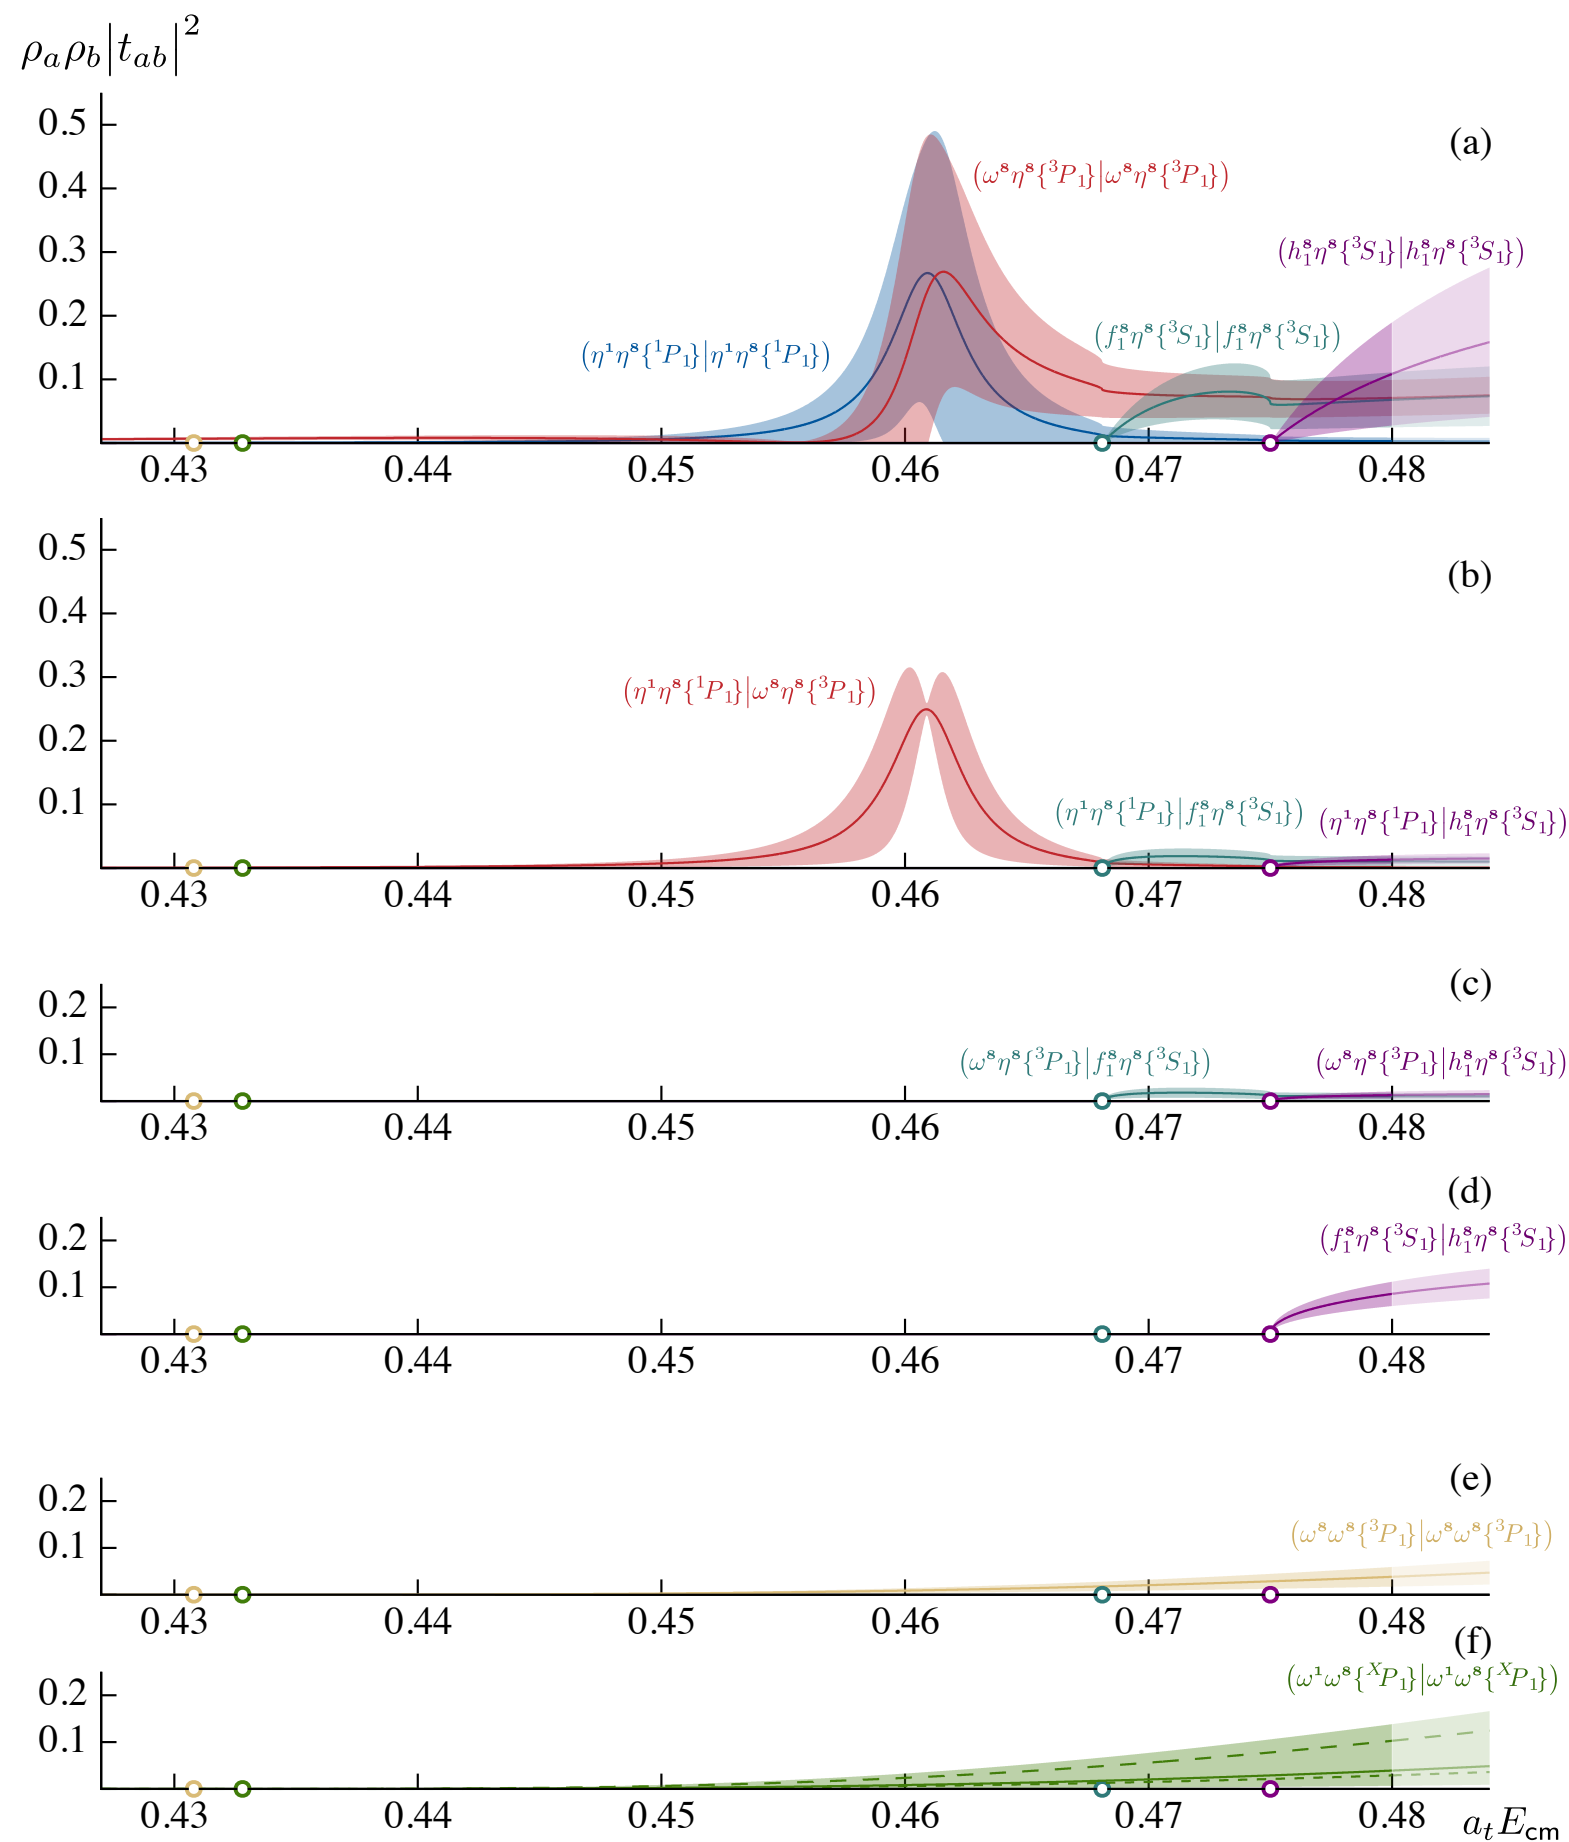 ρₐρ_b|t_{ab}|²
(a)
0.5
0.4
0.3
0.2
0.1
(ω⁸η⁸{³P₁}|ω⁸η⁸{³P₁})
(h₁⁸η⁸{³S₁}|h₁⁸η⁸{³S₁})
(f₁⁸η⁸{³S₁}|f₁⁸η⁸{³S₁})
(η¹η⁸{¹P₁}|η¹η⁸{¹P₁})
0.43 0.44 0.45 0.46 0.47 0.48
(b)
0.5
0.4
0.3
0.2
0.1
(η¹η⁸{¹P₁}|ω⁸η⁸{³P₁})
(η¹η⁸{¹P₁}|f₁⁸η⁸{³S₁})
(η¹η⁸{¹P₁}|h₁⁸η⁸{³S₁})
0.43 0.44 0.45 0.46 0.47 0.48
(c)
0.2
0.1
(ω⁸η⁸{³P₁}|f₁⁸η⁸{³S₁})
(ω⁸η⁸{³P₁}|h₁⁸η⁸{³S₁})
0.43 0.44 0.45 0.46 0.47 0.48
(d)
0.2
0.1
(f₁⁸η⁸{³S₁}|h₁⁸η⁸{³S₁})
0.43 0.44 0.45 0.46 0.47 0.48
(e)
0.2
0.1
(ω⁸ω⁸{³P₁}|ω⁸ω⁸{³P₁})
0.43 0.44 0.45 0.46 0.47 0.48
(f)
0.2
0.1
(ω¹ω⁸{ˣP₁}|ω¹ω⁸{ˣP₁})
0.43 0.44 0.45 0.46 0.47 0.48
a_t E_cm